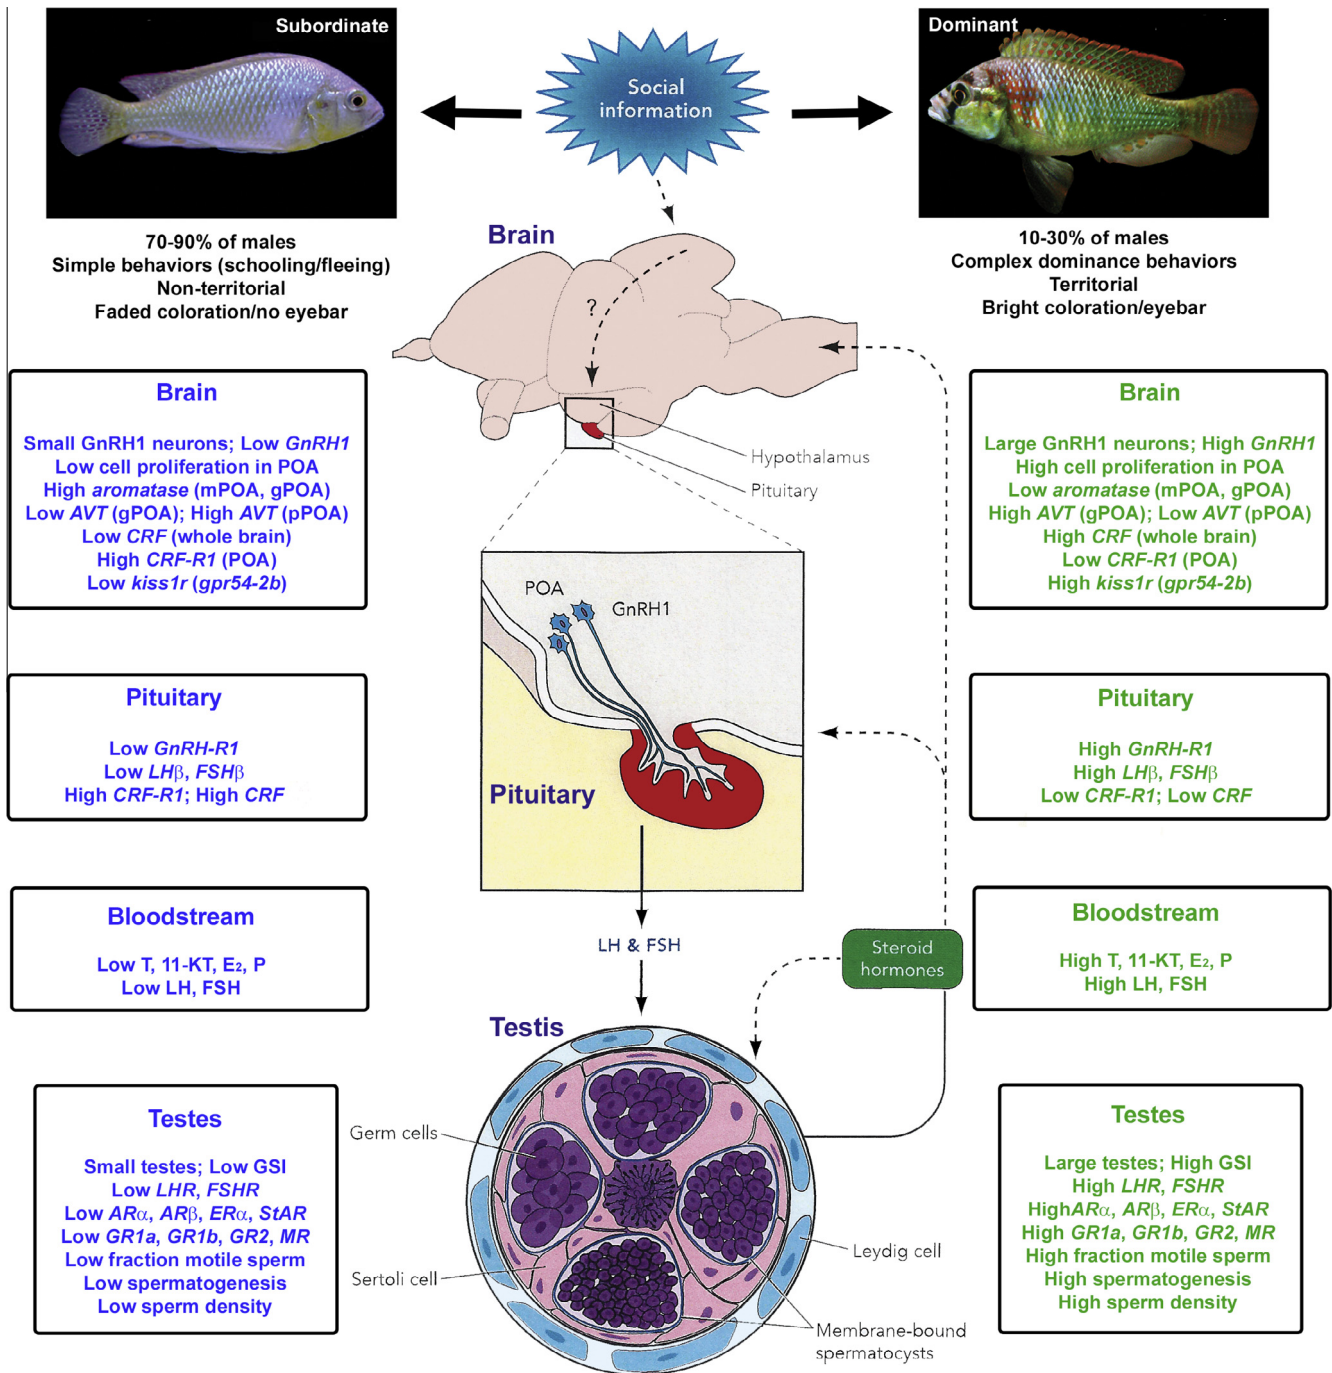 Subordinate
Social
information
Dominant
70-90% of males
Simple behaviors (schooling/fleeing)
Non-territorial
Faded coloration/no eyebar
10-30% of males
Complex dominance behaviors
Territorial
Bright coloration/eyebar
Brain
?
Hypothalamus
Pituitary
Brain
Small GnRH1 neurons; Low GnRH1
Low cell proliferation in POA
High aromatase (mPOA, gPOA)
Low AVT (gPOA); High AVT (pPOA)
Low CRF (whole brain)
High CRF-R1 (POA)
Low kiss1r (gpr54-2b)
Brain
Large GnRH1 neurons; High GnRH1
High cell proliferation in POA
Low aromatase (mPOA, gPOA)
High AVT (gPOA); Low AVT (pPOA)
High CRF (whole brain)
Low CRF-R1 (POA)
High kiss1r (gpr54-2b)
POA
GnRH1
Pituitary
Pituitary
Low GnRH-R1
Low LHβ, FSHβ
High CRF-R1; High CRF
Pituitary
High GnRH-R1
High LHβ, FSHβ
Low CRF-R1; Low CRF
Bloodstream
Low T, 11-KT, E₂, P
Low LH, FSH
LH & FSH
Steroid
hormones
Bloodstream
High T, 11-KT, E₂, P
High LH, FSH
Testis
Germ cells
Sertoli cell
Leydig cell
Membrane-bound
spermatocysts
Testes
Small testes; Low GSI
Low LHR, FSHR
Low ARα, ARβ, ERα, StAR
Low GR1a, GR1b, GR2, MR
Low fraction motile sperm
Low spermatogenesis
Low sperm density
Testes
Large testes; High GSI
High LHR, FSHR
HighARα, ARβ, ERα, StAR
High GR1a, GR1b, GR2, MR
High fraction motile sperm
High spermatogenesis
High sperm density